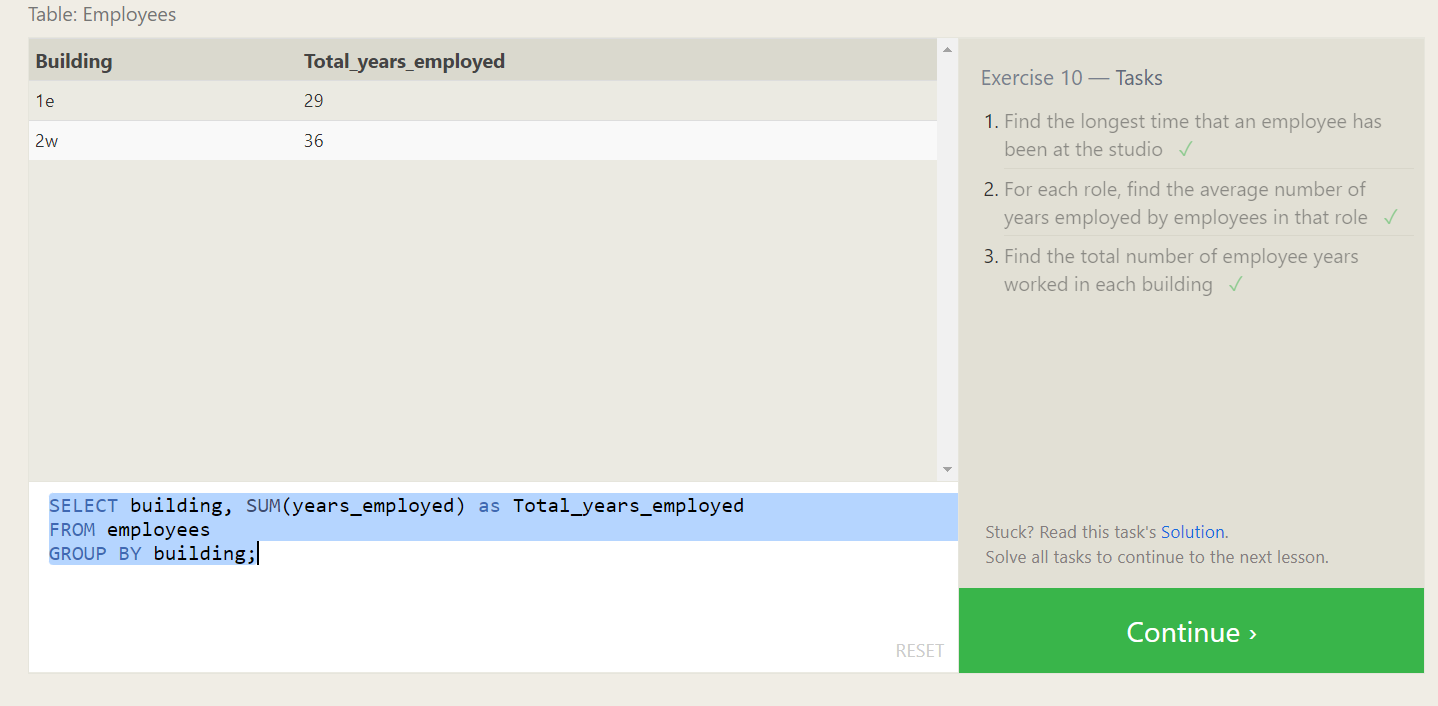 Table: Employees
Building Total_years_employed
1e 29
2w 36
SELECT building, SUM(years_employed) as Total_years_employed
FROM employees
GROUP BY building;
RESET
Exercise 10 — Tasks
1. Find the longest time that an employee has
been at the studio ✓
2. For each role, find the average number of
years employed by employees in that role ✓
3. Find the total number of employee years
worked in each building ✓
Stuck? Read this task's Solution.
Solve all tasks to continue to the next lesson.
Continue ›